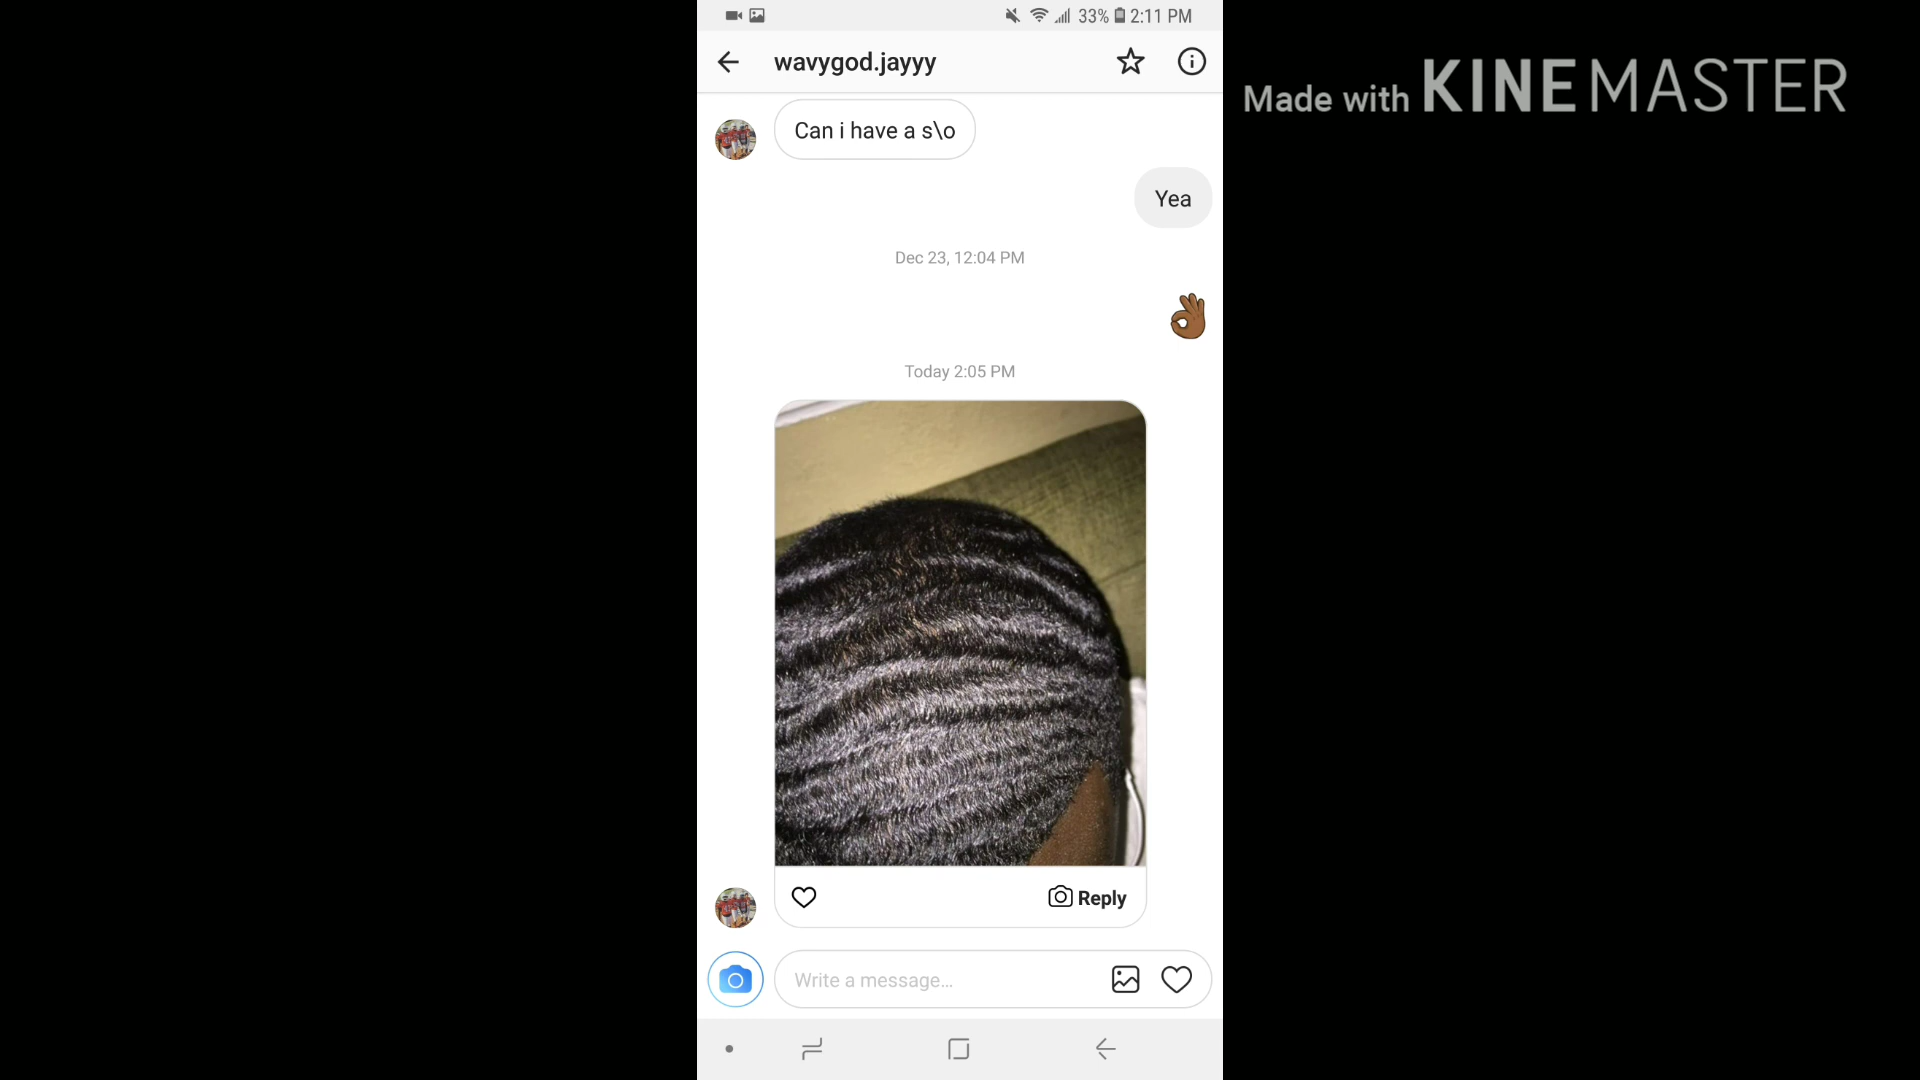 33% 2:11 PM
wavygod.jayyy
Made with KINEMASTER
Can i have a s\o
Yea
Dec 23, 12:04 PM
Today 2:05 PM
Reply
Write a message...